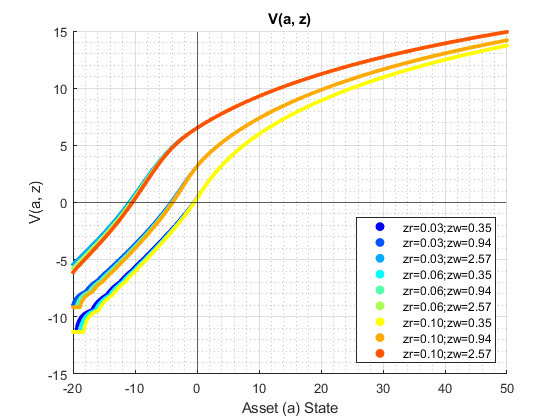 V(a, z)
15
10
5
0
-5
-10
-15
V(a, z)
zr=0.03;zw=0.35
zr=0.03;zw=0.94
zr=0.03;zw=2.57
zr=0.06;zw=0.35
zr=0.06;zw=0.94
zr=0.06;zw=2.57
zr=0.10;zw=0.35
zr=0.10;zw=0.94
zr=0.10;zw=2.57
-20 -10 0 10 20 30 40 50
Asset (a) State